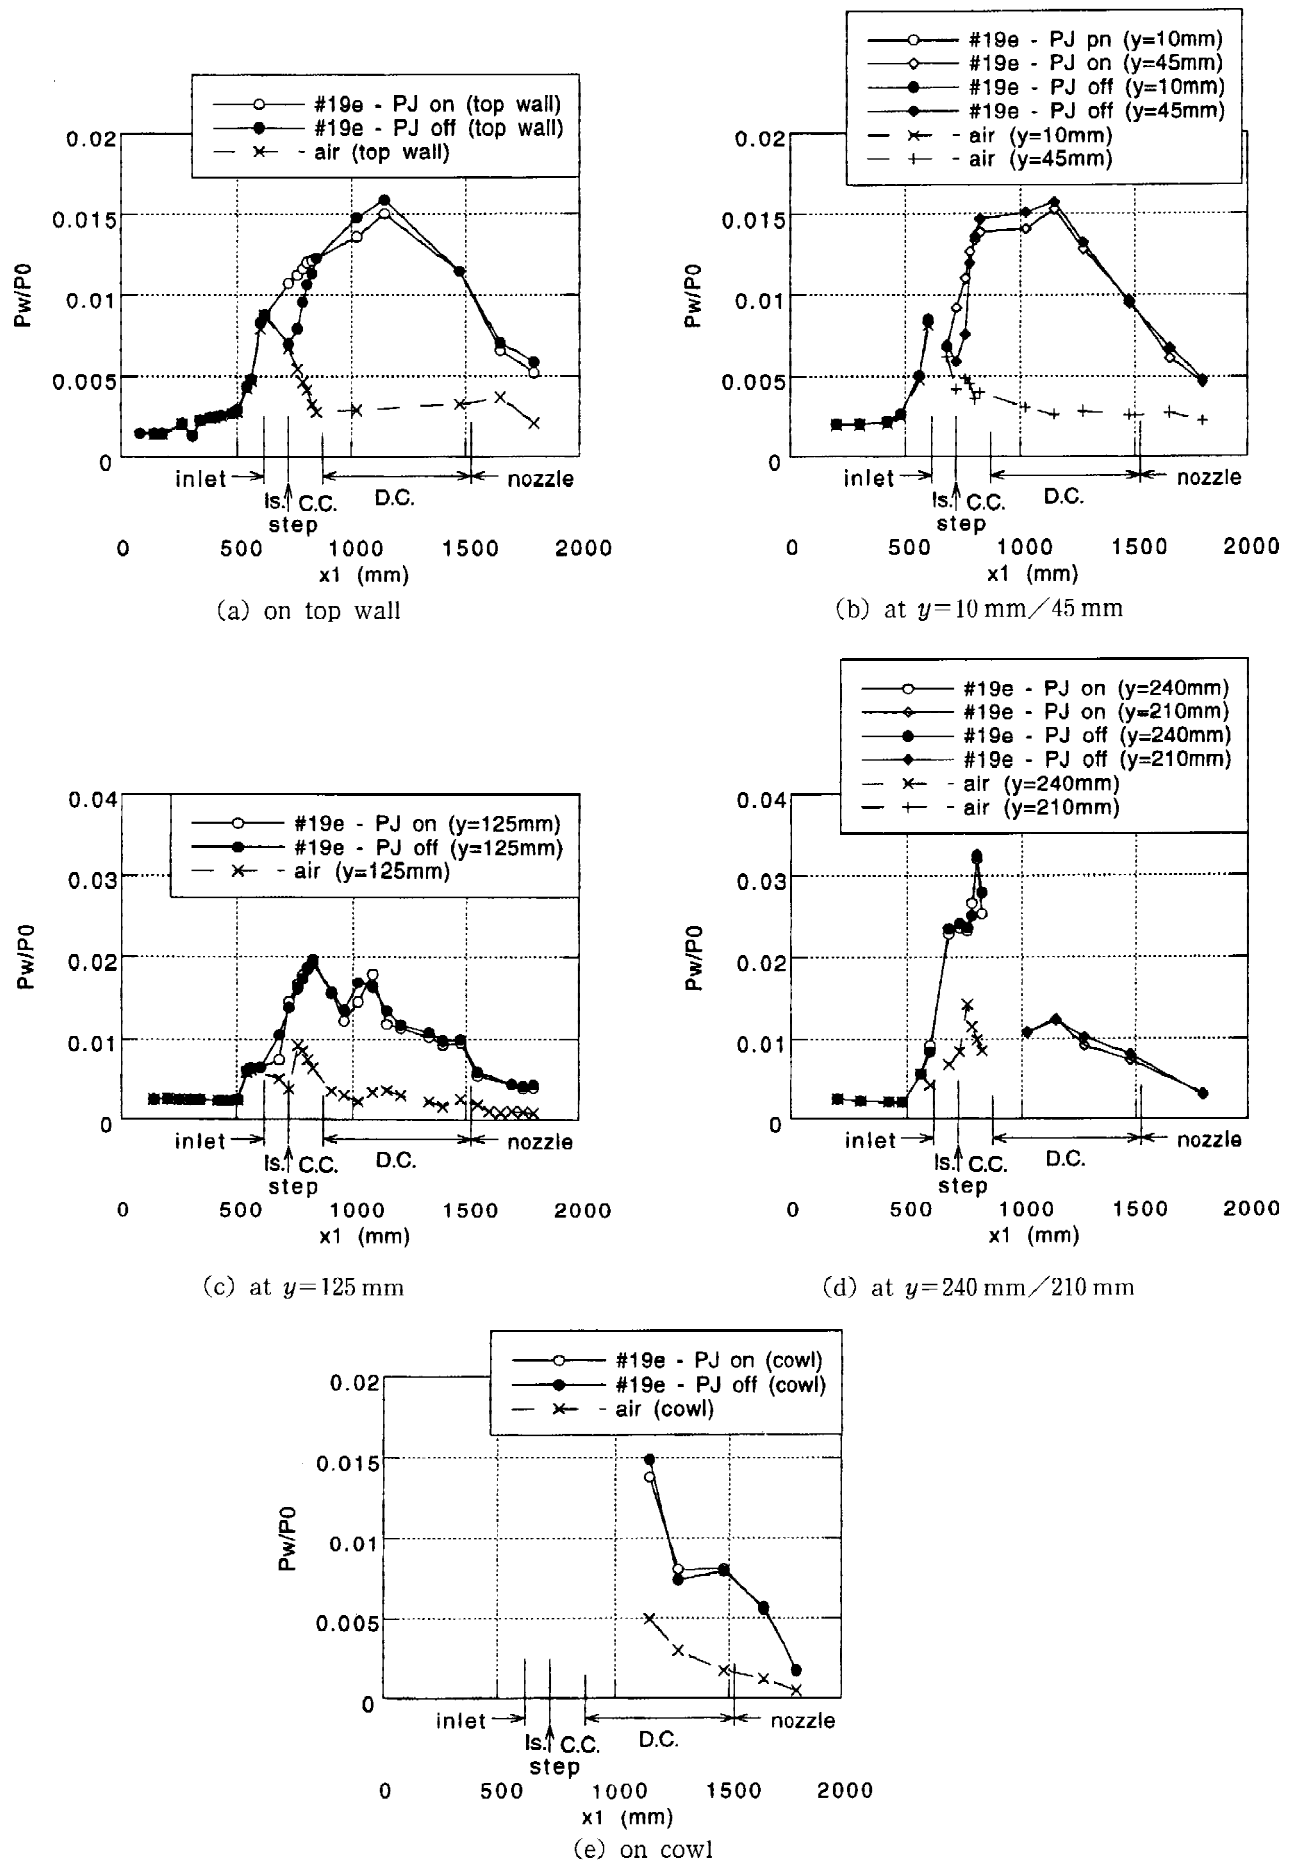 #19e - PJ on (top wall)
#19e - PJ off (top wall)
- air (top wall)
0.02
0.015
0.01
0.005
0
Pw/P0
inlet
Is.
C.C.
D.C.
nozzle
step
0 500 1000 1500 2000
x1 (mm)
(a) on top wall
#19e - PJ pn (y=10mm)
#19e - PJ on (y=45mm)
#19e - PJ off (y=10mm)
#19e - PJ off (y=45mm)
- air (y=10mm)
- air (y=45mm)
0.02
0.015
0.01
0.005
0
Pw/P0
inlet
Is.
C.C.
D.C.
nozzle
step
0 500 1000 1500 2000
x1 (mm)
(b) at y=10 mm/45 mm
#19e - PJ on (y=125mm)
#19e - PJ off (y=125mm)
- air (y=125mm)
0.04
0.03
0.02
0.01
0
Pw/P0
inlet
Is.
C.C.
D.C.
nozzle
step
0 500 1000 1500 2000
x1 (mm)
(c) at y=125 mm
#19e - PJ on (y=240mm)
#19e - PJ on (y=210mm)
#19e - PJ off (y=240mm)
#19e - PJ off (y=210mm)
- air (y=240mm)
- air (y=210mm)
0.04
0.03
0.02
0.01
0
Pw/P0
inlet
Is.
C.C.
D.C.
nozzle
step
0 500 1000 1500 2000
x1 (mm)
(d) at y=240 mm/210 mm
#19e - PJ on (cowl)
#19e - PJ off (cowl)
- air (cowl)
0.02
0.015
0.01
0.005
0
Pw/P0
inlet
Is.
C.C.
D.C.
nozzle
step
0 500 1000 1500 2000
x1 (mm)
(e) on cowl